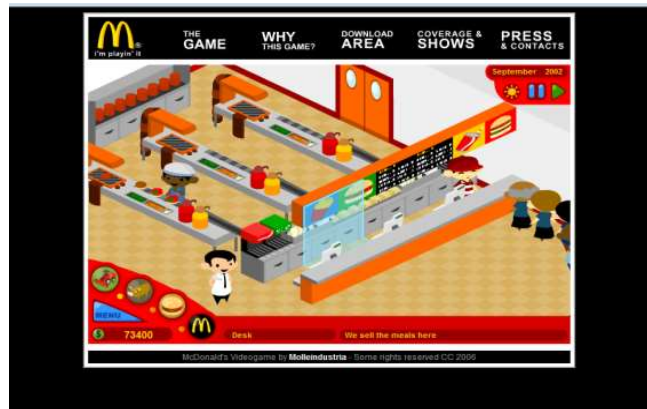 i'm playin' it
THE GAME
WHY THIS GAME?
DOWNLOAD AREA
COVERAGE & SHOWS
PRESS & CONTACTS
September 2002
MENU
$ 73400
Desk
We sell the meals here
McDonald's Videogame by Molleindustria - Some rights reserved CC 2006